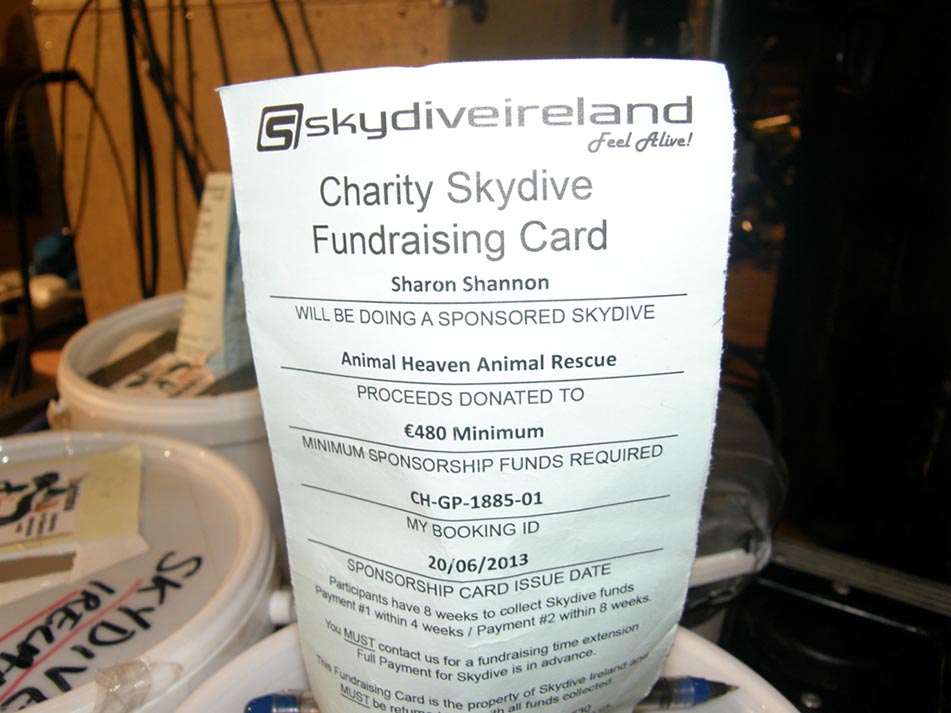 skydiveireland
Feel Alive!
Charity Skydive
Fundraising Card
Sharon Shannon
WILL BE DOING A SPONSORED SKYDIVE
Animal Heaven Animal Rescue
PROCEEDS DONATED TO
€480 Minimum
MINIMUM SPONSORSHIP FUNDS REQUIRED
CH-GP-1885-01
MY BOOKING ID
20/06/2013
SPONSORSHIP CARD ISSUE DATE
Participants have 8 weeks to collect Skydive funds
Payment #1 within 4 weeks / Payment #2 within 8 weeks.
You MUST contact us for a fundraising time extension
Full Payment for Skydive is in advance.
This Fundraising Card is the property of Skydive Ireland and
MUST be with all funds collected.
SKYDIVE